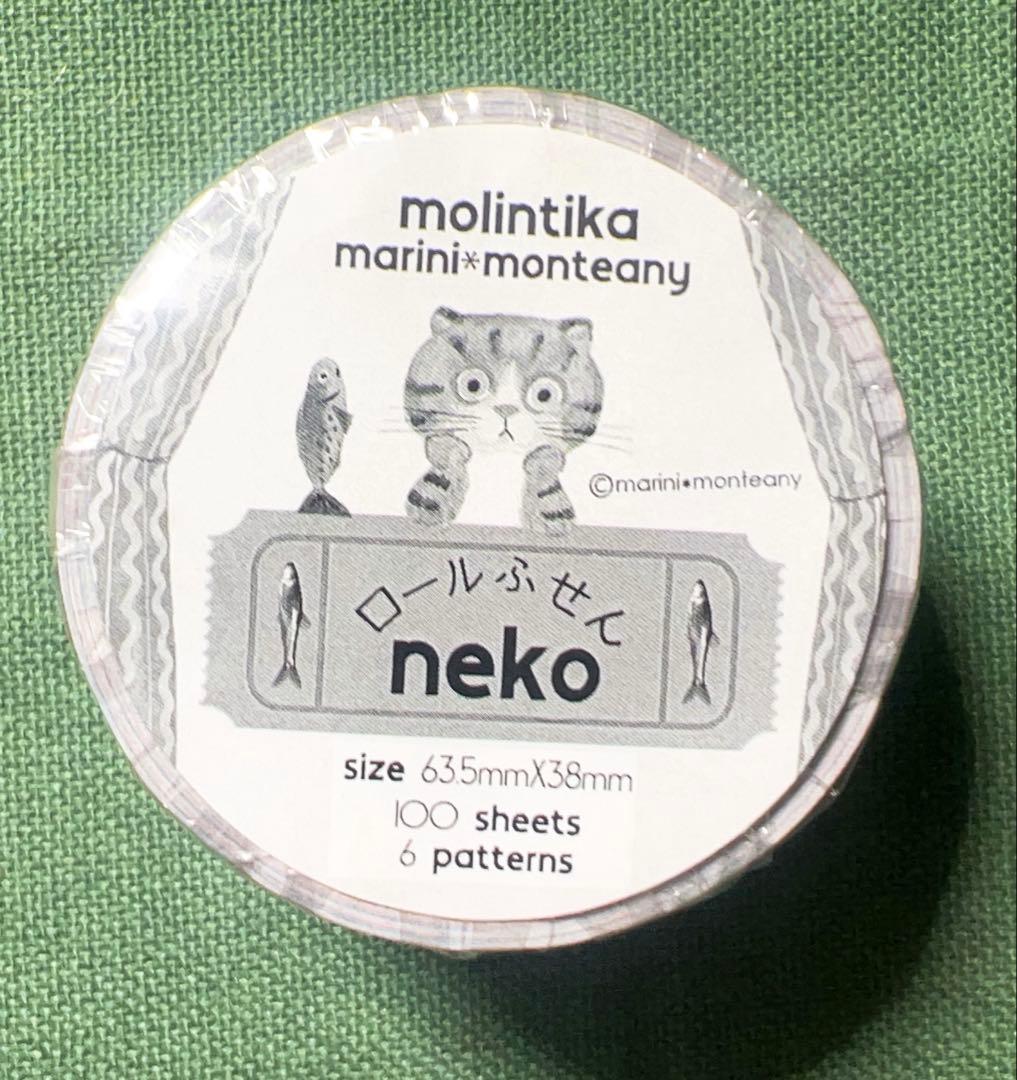 molintika
marini*monteany
©marini•monteany
ロールふせん
neko
size 63.5mmX38mm
100 sheets
6 patterns